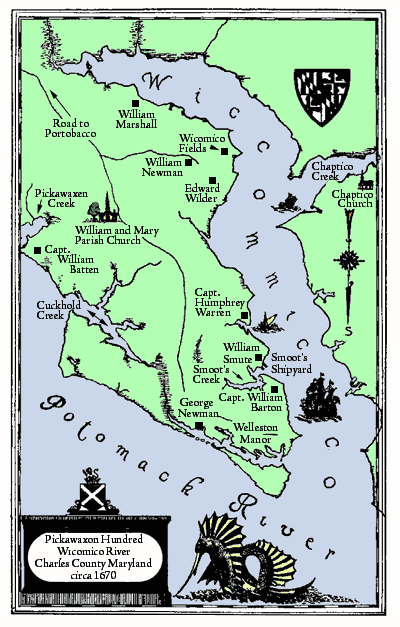 Wiccomico
Road to
Portobacco
William
Marshall
Wicomico
Fields
William
Newman
Chaptico
Creek
Chaptico
Church
Edward
Wilder
Pickawaxen
Creek
William and Mary
Parish Church
Capt.
William
Batten
Cuckhold
Creek
Capt.
Humphrey
Warren
S
William
Smute
Smoot's
Shipyard
Smoot's
Creek
Capt. William
Barton
George
Newman
Welleston
Manor
Potomack River
Pickawaxon Hundred
Wicomico River
Charles County Maryland
circa 1670